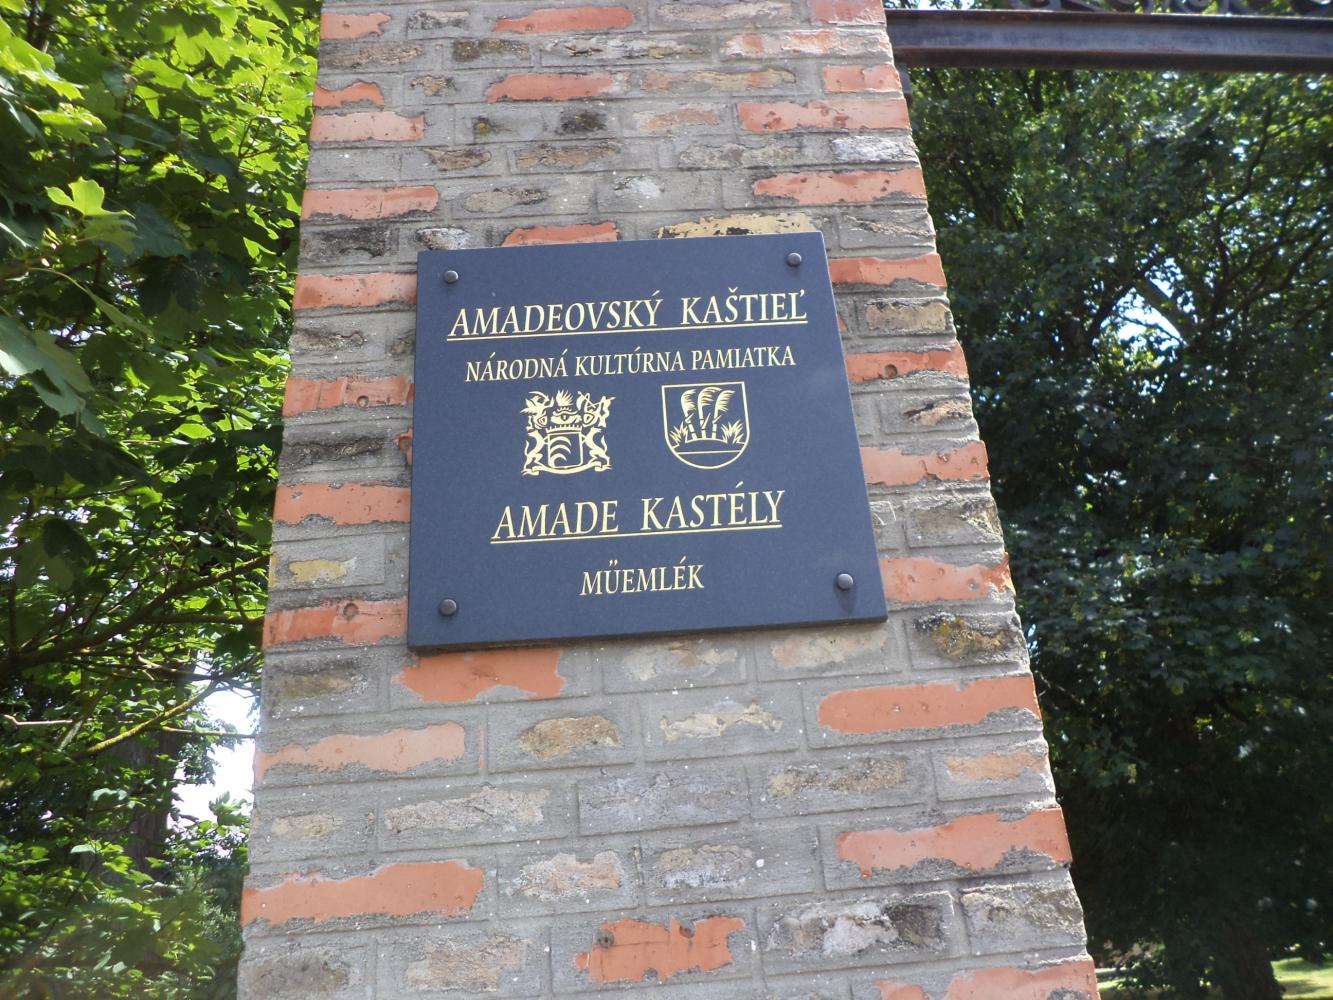 AMADEOVSKÝ KAŠTIEĽ
NÁRODNÁ KULTÚRNA PAMIATKA
AMADE KASTÉLY
MŰEMLÉK